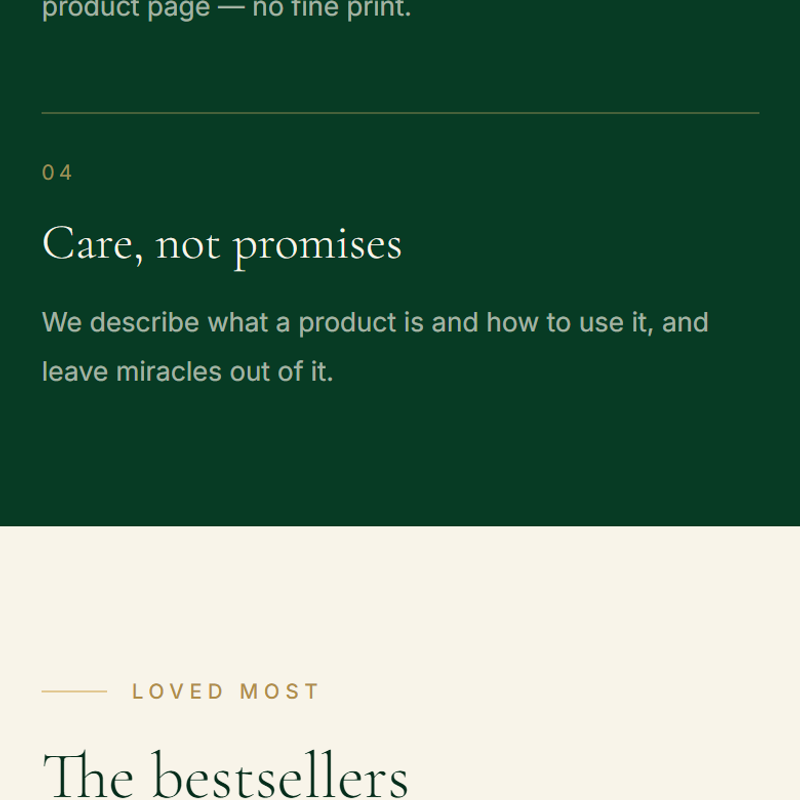 product page — no fine print.
04
Care, not promises
We describe what a product is and how to use it, and
leave miracles out of it.
LOVED MOST
The bestsellers